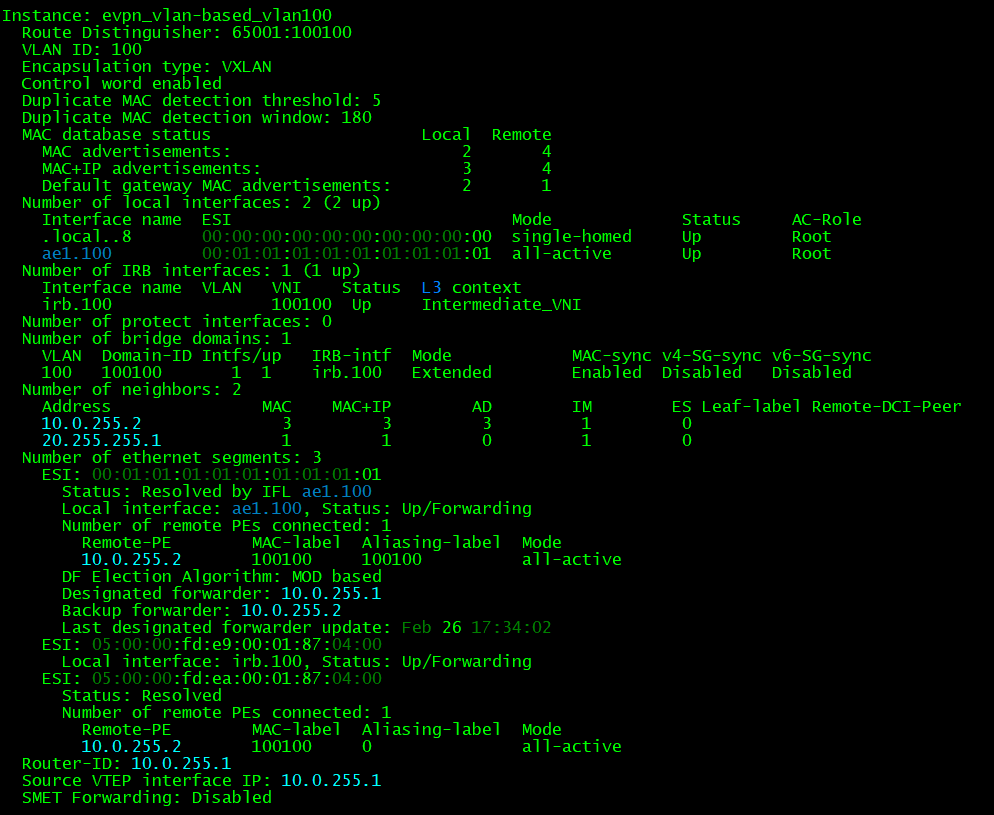 Instance: evpn_vlan-based_vlan100
  Route Distinguisher: 65001:100100
  VLAN ID: 100
  Encapsulation type: VXLAN
  Control word enabled
  Duplicate MAC detection threshold: 5
  Duplicate MAC detection window: 180
  MAC database status                     Local  Remote
    MAC advertisements:                       2       4
    MAC+IP advertisements:                    3       4
    Default gateway MAC advertisements:       2       1
  Number of local interfaces: 2 (2 up)
    Interface name  ESI                            Mode             Status     AC-Role
    .local..8       00:00:00:00:00:00:00:00:00:00  single-homed     Up         Root
    ae1.100         00:01:01:01:01:01:01:01:01:01  all-active       Up         Root
  Number of IRB interfaces: 1 (1 up)
    Interface name  VLAN   VNI    Status  L3 context
    irb.100                100100  Up     Intermediate_VNI
  Number of protect interfaces: 0
  Number of bridge domains: 1
    VLAN  Domain-ID Intfs/up   IRB-intf  Mode            MAC-sync v4-SG-sync v6-SG-sync
    100   100100       1  1    irb.100   Extended        Enabled  Disabled   Disabled
  Number of neighbors: 2
    Address               MAC    MAC+IP        AD        IM        ES Leaf-label Remote-DCI-Peer
    10.0.255.2              3         3         3         1         0
    20.255.255.1            1         1         0         1         0
  Number of ethernet segments: 3
    ESI: 00:01:01:01:01:01:01:01:01:01
      Status: Resolved by IFL ae1.100
      Local interface: ae1.100, Status: Up/Forwarding
      Number of remote PEs connected: 1
        Remote-PE        MAC-label  Aliasing-label  Mode
        10.0.255.2       100100     100100          all-active
      DF Election Algorithm: MOD based
      Designated forwarder: 10.0.255.1
      Backup forwarder: 10.0.255.2
      Last designated forwarder update: Feb 26 17:34:02
    ESI: 05:00:00:fd:e9:00:01:87:04:00
      Local interface: irb.100, Status: Up/Forwarding
    ESI: 05:00:00:fd:ea:00:01:87:04:00
      Status: Resolved
      Number of remote PEs connected: 1
        Remote-PE        MAC-label  Aliasing-label  Mode
        10.0.255.2       100100     0               all-active
  Router-ID: 10.0.255.1
  Source VTEP interface IP: 10.0.255.1
  SMET Forwarding: Disabled